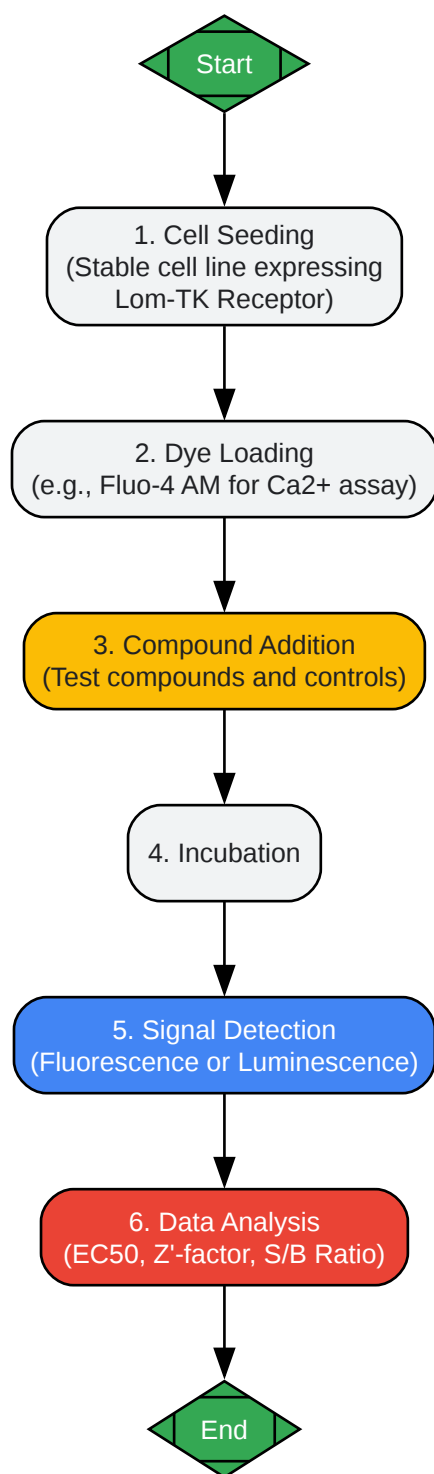 Start
1. Cell Seeding
(Stable cell line expressing
Lom-TK Receptor)
2. Dye Loading
(e.g., Fluo-4 AM for Ca2+ assay)
3. Compound Addition
(Test compounds and controls)
4. Incubation
5. Signal Detection
(Fluorescence or Luminescence)
6. Data Analysis
(EC50, Z'-factor, S/B Ratio)
End